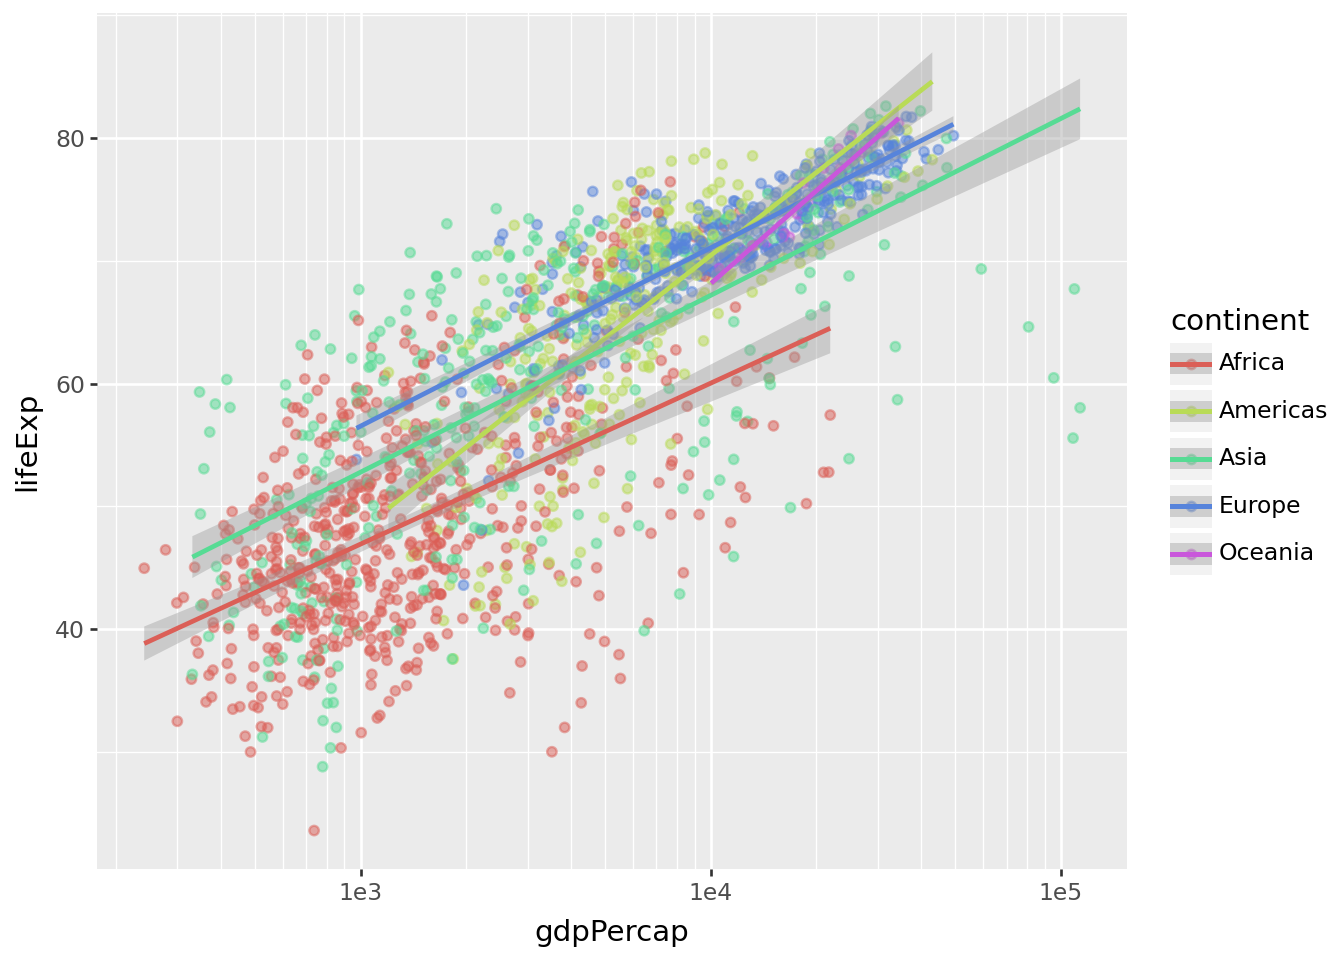 80
60
40
lifeExp
1e3
1e4
1e5
gdpPercap
continent
Africa
Americas
Asia
Europe
Oceania